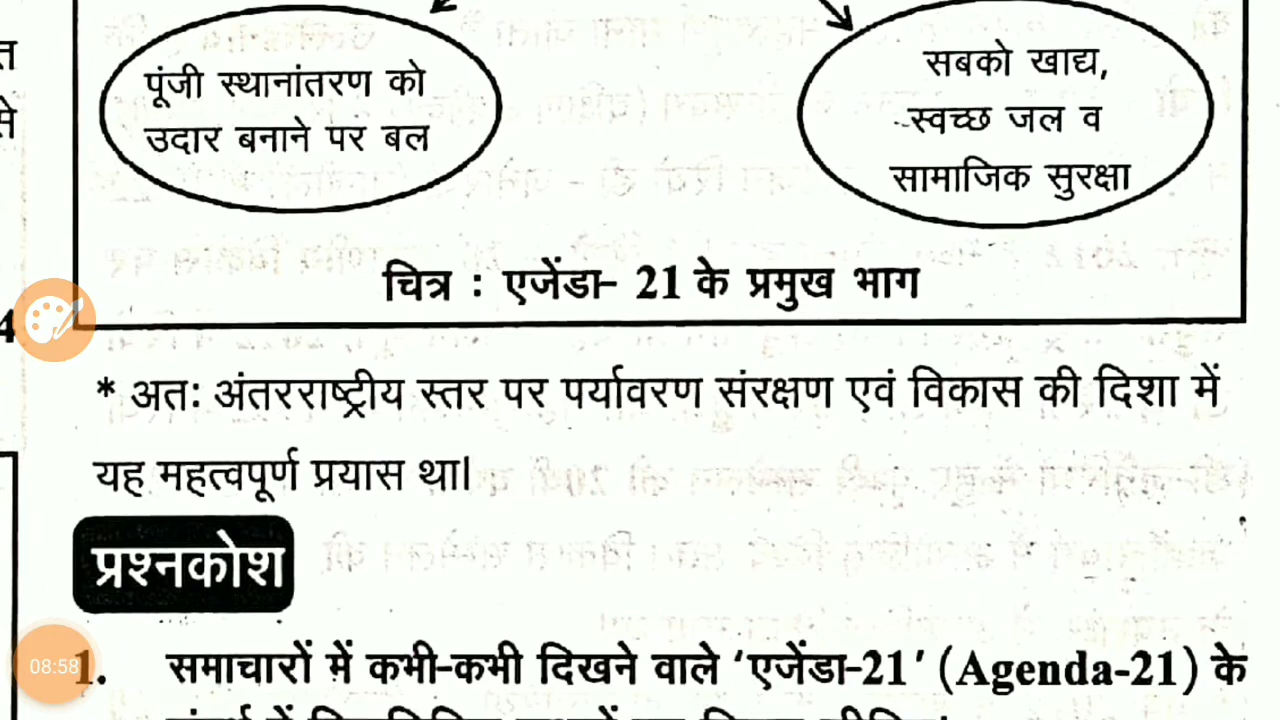 पूंजी स्थानांतरण को
उदार बनाने पर बल
सबको खाद्य,
स्वच्छ जल व
सामाजिक सुरक्षा
चित्र : एजेंडा- 21 के प्रमुख भाग
* अतः अंतरराष्ट्रीय स्तर पर पर्यावरण संरक्षण एवं विकास की दिशा में
यह महत्वपूर्ण प्रयास था।
प्रश्नकोश
08:58
1. समाचारों में कभी-कभी दिखने वाले ‘एजेंडा-21’ (Agenda-21) के